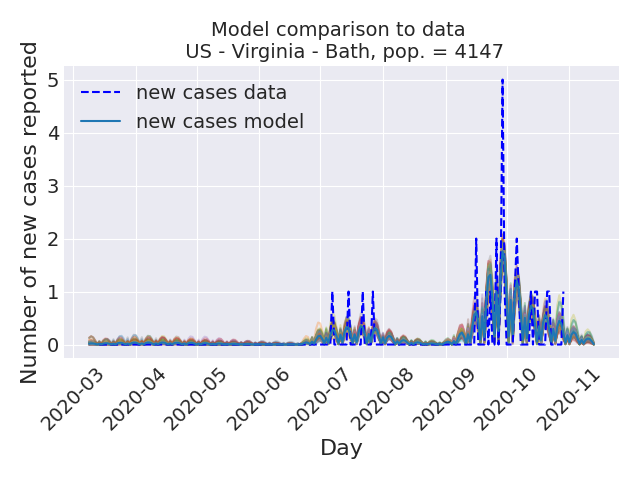 Model comparison to data
US - Virginia - Bath, pop. = 4147
Number of new cases reported
5
4
3
2
1
0
new cases data
new cases model
2020-03
2020-04
2020-05
2020-06
2020-07
2020-08
2020-09
2020-10
2020-11
Day